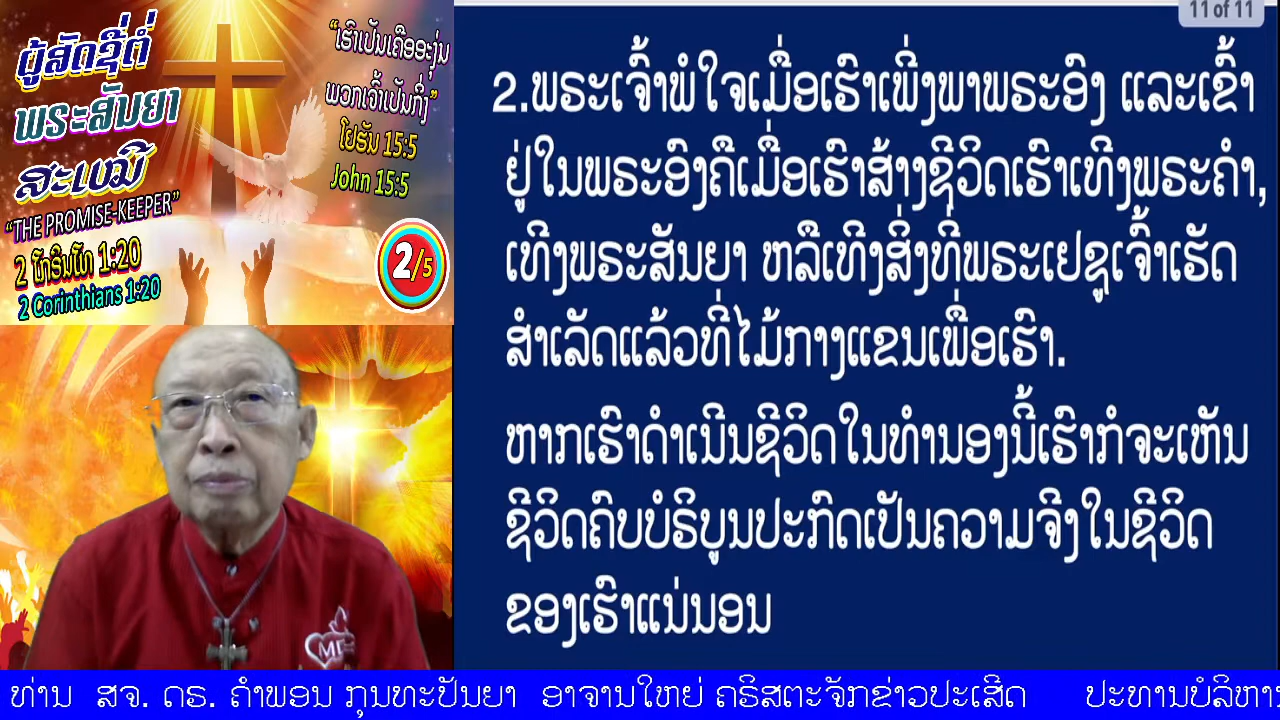 ຜູ້ສັດຊື່ຕໍ່
ພຣະສັນຍາ
ສະເໝີ
"THE PROMISE-KEEPER"
2 ໂກຣິນໂທ 1:20
2 Corinthians 1:20
"ເຮົາເປັນເຄືອອະງຸ່ນ
ພວກເຈົ້າເປັນກິ່ງ"
ໂຢຮັນ 15:5
John 15:5
2/5
11 of 11
2.ພຣະເຈົ້າພໍໃຈເມື່ອເຮົາເພີ່ງພາພຣະອົງ ແລະເຂົ້າ
ຢູ່ໃນພຣະອົງຄືເມື່ອເຮົາສ້າງຊີວິດເຮົາເທີງພຣະຄໍາ,
ເທີງພຣະສັນຍາ ຫລືເທີງສິ່ງທີ່ພຣະເຢຊູເຈົ້າເຮັດ
ສໍາເລັດແລ້ວທີ່ໄມ້ກາງແຂນເພື່ອເຮົາ.
ຫາກເຮົາດໍາເນີນຊີວິດໃນທໍານອງນີ້ເຮົາກໍຈະເຫັນ
ຊີວິດຄົບບໍຣິບູນປະກົດເປັນຄວາມຈີງໃນຊີວິດ
ຂອງເຮົາແນ່ນອນ
ທ່ານ ສຈ. ດຣ. ຄໍາພອນ ກຸນທະປັນຍາ ອາຈານໃຫຍ່ ຄຣິສຕະຈັກຂ່າວປະເສີດ ປະທານບໍລິຫານ